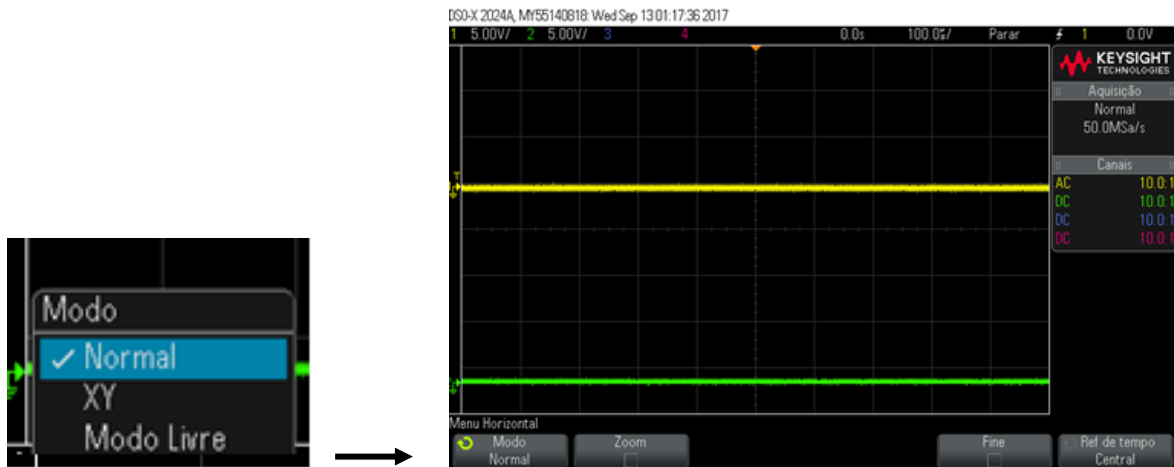 Modo
✓ Normal
XY
Modo Livre
DSO-X 2024A, MY55140818: Wed Sep 13 01:17:36 2017
1 5.00V/ 2 5.00V/ 3 4 0.0s 100.0s/ Parar 1 0.0V
KEYSIGHT
TECHNOLOGIES
Aquisição
Normal
50.0MSa/s
Canais
AC 10.0:1
DC 10.0:1
DC 10.0:1
DC 10.0:1
T
Menu Horizontal
Modo
Normal
Zoom
Fine
Ref de tempo
Central